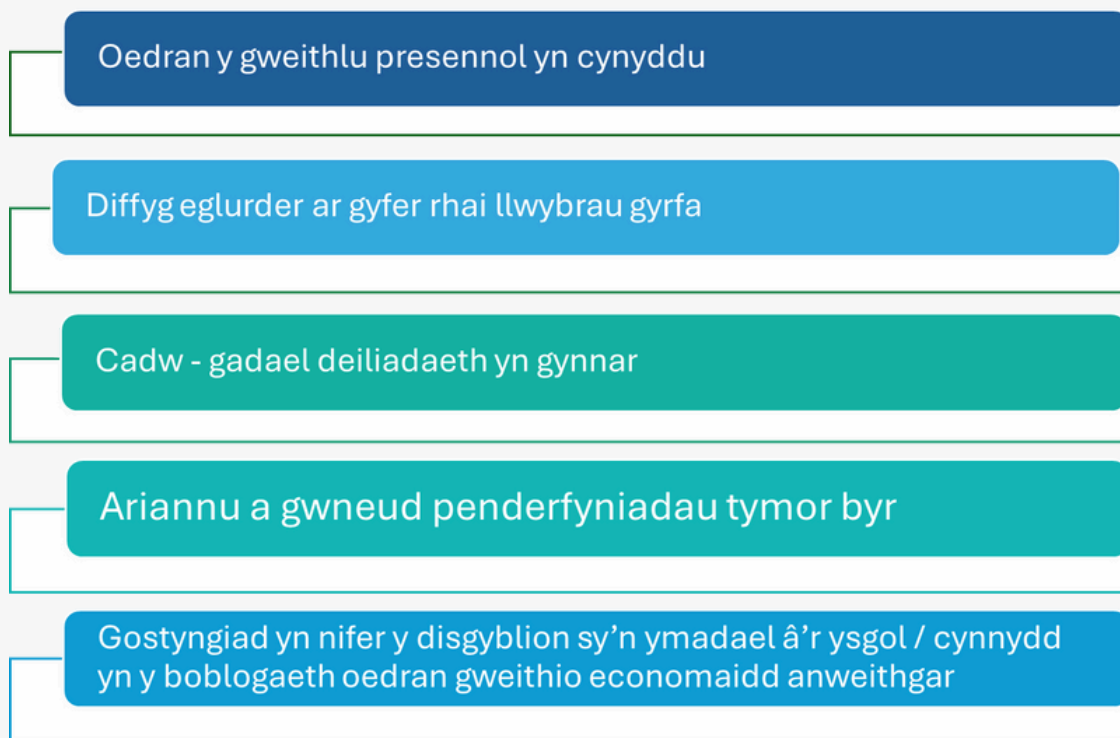 Oedran y gweithlu presennol yn cynyddu
Diffyg eglurder ar gyfer rhai llwybrau gyrfa
Cadw - gadael deiliadaeth yn gynnar
Ariannu a gwneud penderfyniadau tymor byr
Gostyngiad yn nifer y disgyblion sy’n ymadael â’r ysgol / cynnydd
yn y boblogaeth oedran gweithio economaidd anweithgar